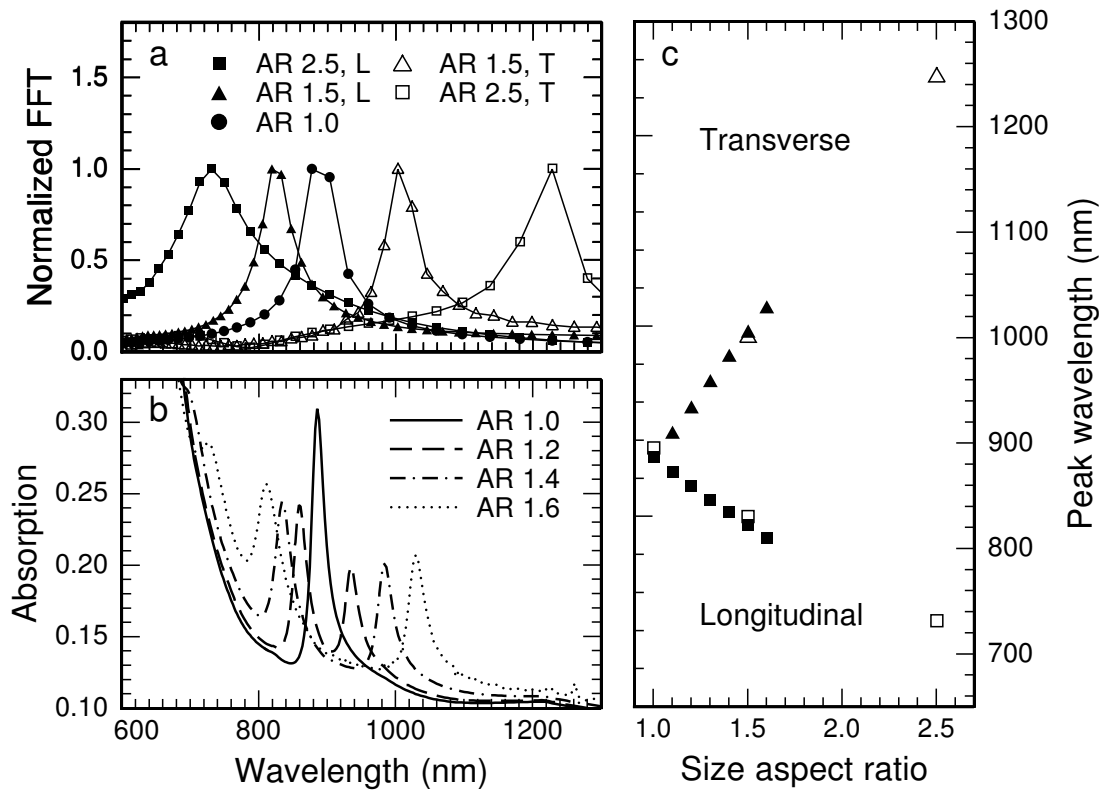 a
AR 2.5, L
AR 1.5, T
AR 1.5, L
AR 2.5, T
AR 1.0
Normalized FFT
1.5
1.0
0.5
0.0
b
AR 1.0
AR 1.2
AR 1.4
AR 1.6
Absorption
0.30
0.25
0.20
0.15
0.10
600 800 1000 1200
Wavelength (nm)
c
Transverse
Longitudinal
1300
1200
1100
1000
900
800
700
Peak wavelength (nm)
1.0 1.5 2.0 2.5
Size aspect ratio